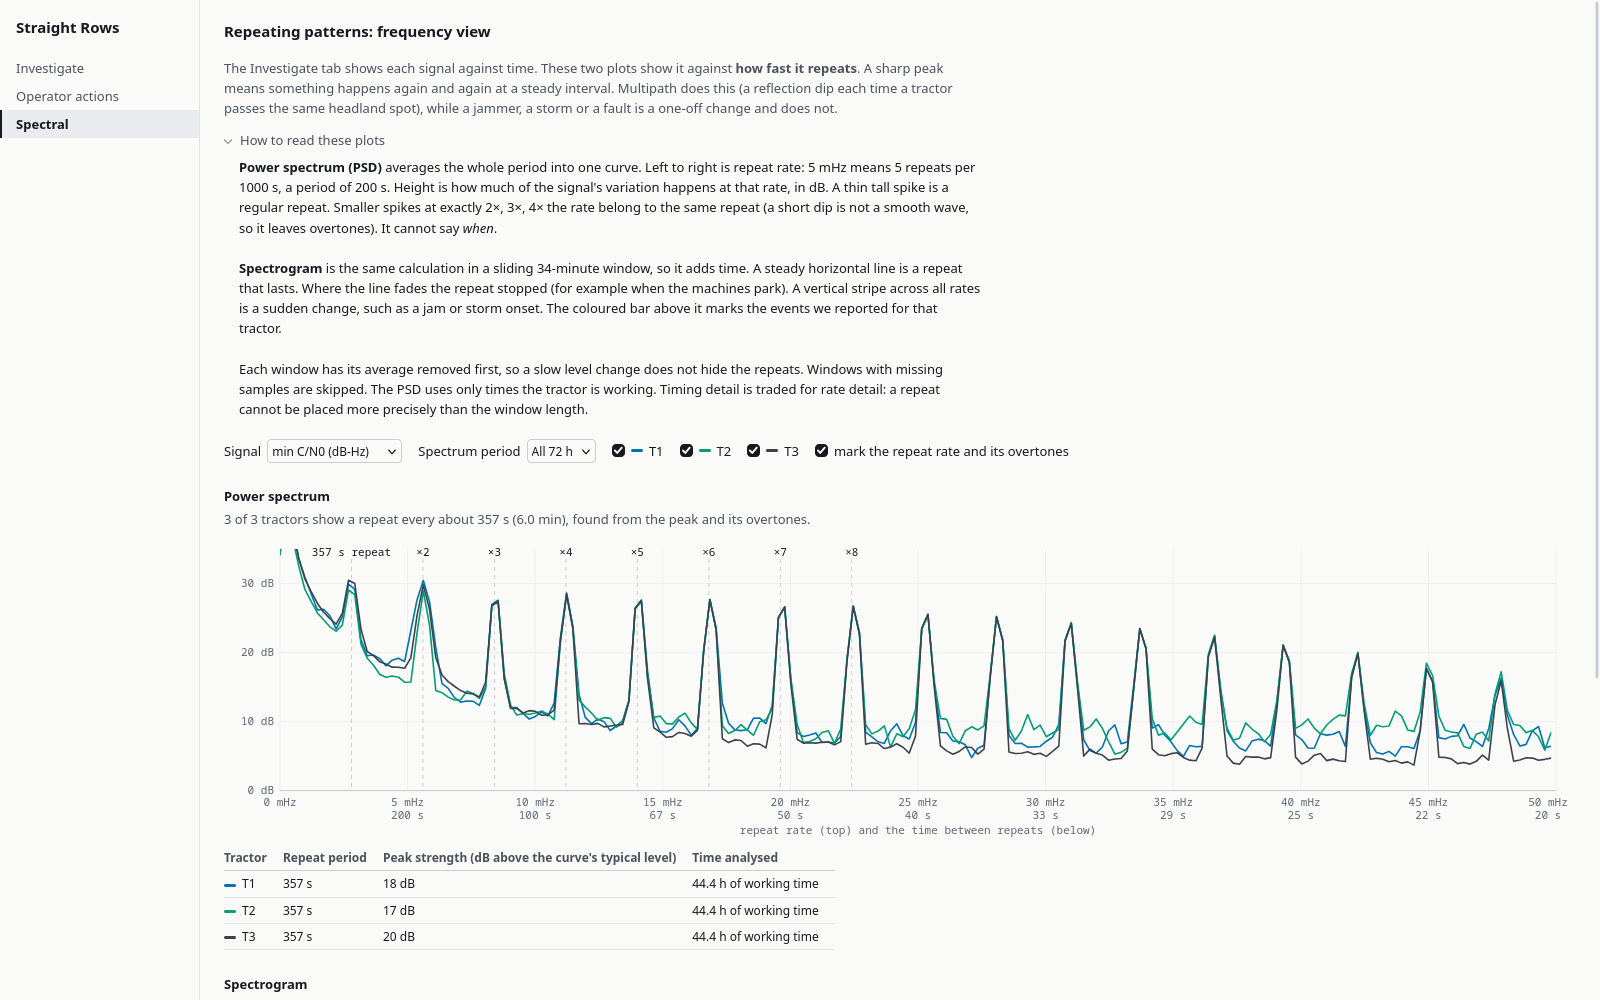 Straight Rows
Investigate
Operator actions
Spectral
Repeating patterns: frequency view
The Investigate tab shows each signal against time. These two plots show it against how fast it repeats. A sharp peak
means something happens again and again at a steady interval. Multipath does this (a reflection dip each time a tractor
passes the same headland spot), while a jammer, a storm or a fault is a one-off change and does not.
How to read these plots
Power spectrum (PSD) averages the whole period into one curve. Left to right is repeat rate: 5 mHz means 5 repeats per
1000 s, a period of 200 s. Height is how much of the signal's variation happens at that rate, in dB. A thin tall spike is a
regular repeat. Smaller spikes at exactly 2×, 3×, 4× the rate belong to the same repeat (a short dip is not a smooth wave,
so it leaves overtones). It cannot say when.
Spectrogram is the same calculation in a sliding 34-minute window, so it adds time. A steady horizontal line is a repeat
that lasts. Where the line fades the repeat stopped (for example when the machines park). A vertical stripe across all rates
is a sudden change, such as a jam or storm onset. The coloured bar above it marks the events we reported for that
tractor.
Each window has its average removed first, so a slow level change does not hide the repeats. Windows with missing
samples are skipped. The PSD uses only times the tractor is working. Timing detail is traded for rate detail: a repeat
cannot be placed more precisely than the window length.
Signal min C/N0 (dB-Hz) Spectrum period All 72 h T1 T2 T3 mark the repeat rate and its overtones
Power spectrum
3 of 3 tractors show a repeat every about 357 s (6.0 min), found from the peak and its overtones.
357 s repeat ×2 ×3 ×4 ×5 ×6 ×7 ×8
30 dB
20 dB
10 dB
0 dB
0 mHz 5 mHz 10 mHz 15 mHz 20 mHz 25 mHz 30 mHz 35 mHz 40 mHz 45 mHz 50 mHz
200 s 100 s 67 s 50 s 40 s 33 s 29 s 25 s 22 s 20 s
repeat rate (top) and the time between repeats (below)
Tractor Repeat period Peak strength (dB above the curve's typical level) Time analysed
T1 357 s 18 dB 44.4 h of working time
T2 357 s 17 dB 44.4 h of working time
T3 357 s 20 dB 44.4 h of working time
Spectrogram